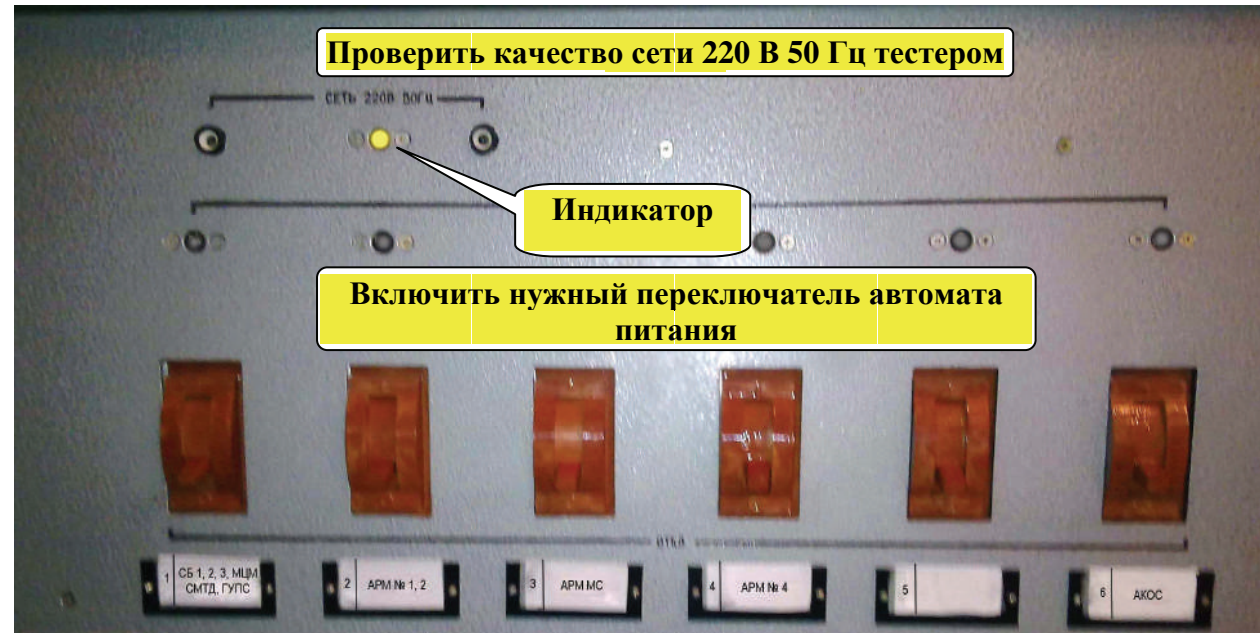 Проверить качество сети 220 В 50 Гц тестером
СЕТЬ 220В 50ГЦ
Индикатор
Включить нужный переключатель автомата
питания
ОТКЛ
1 СБ 1, 2, 3, МЦМ
СМТД, ГУПС
2 АРМ № 1, 2
3 АРМ МС
4 АРМ № 4
5
6 АКОС